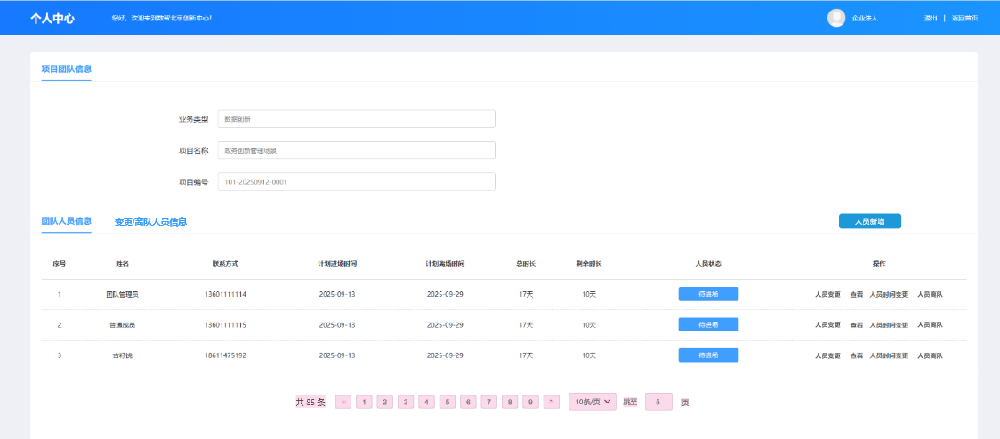 个人中心 您好，欢迎来到数智北京创新中心! 企业法人 退出 | 返回首页
项目团队信息
业务类型 数据创新
项目名称 政务创新管理场景
项目编号 101-20250912-0001
团队人员信息 变更/离队人员信息 人员新增
序号 姓名 联系方式 计划进场时间 计划离场时间 总时长 剩余时长 人员状态 操作
1 团队管理员 13601111114 2025-09-13 2025-09-29 17天 10天 待进场 人员变更 查看 人员时间变更 人员离队
2 普通成员 13601111115 2025-09-13 2025-09-29 17天 10天 待进场 人员变更 查看 人员时间变更 人员离队
3 古籽饶 18611475192 2025-09-13 2025-09-29 17天 10天 待进场 人员变更 查看 人员时间变更 人员离队
共 85 条 < 1 2 3 4 5 6 7 8 9 > 10条/页 跳至 5 页